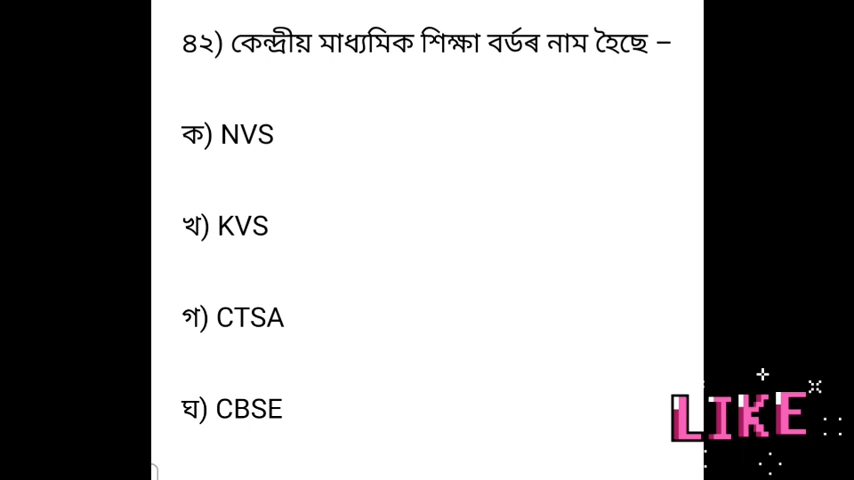 ৪২) কেন্দ্ৰীয় মাধ্যমিক শিক্ষা বৰ্ডৰ নাম হৈছে –
ক) NVS
খ) KVS
গ) CTSA
ঘ) CBSE
LIKE